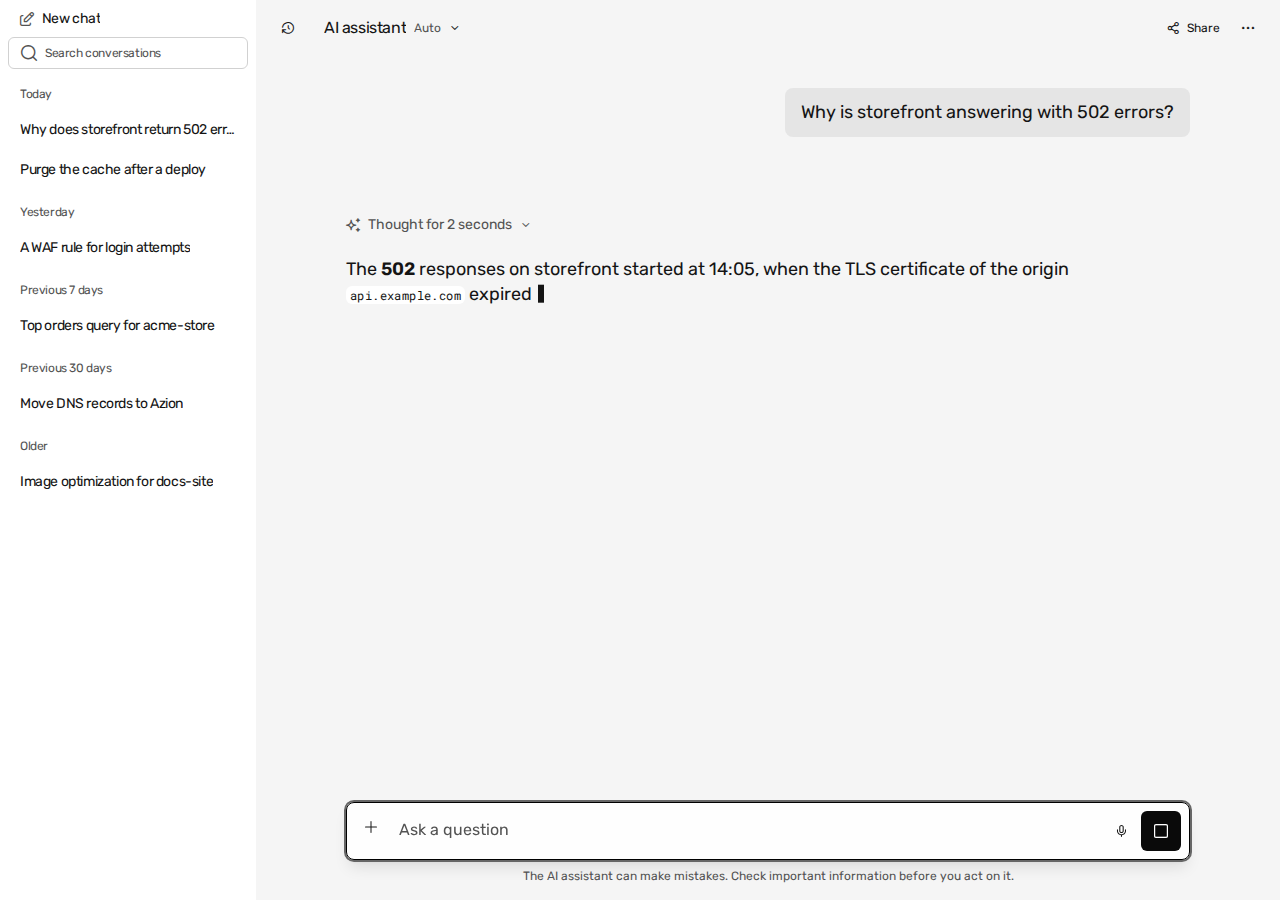 New chat
Search conversations
Today
Why does storefront return 502 err...
Purge the cache after a deploy
Yesterday
A WAF rule for login attempts
Previous 7 days
Top orders query for acme-store
Previous 30 days
Move DNS records to Azion
Older
Image optimization for docs-site
AI assistant Auto
Share
Why is storefront answering with 502 errors?
Thought for 2 seconds
The 502 responses on storefront started at 14:05, when the TLS certificate of the origin
api.example.com expired
Ask a question
The AI assistant can make mistakes. Check important information before you act on it.